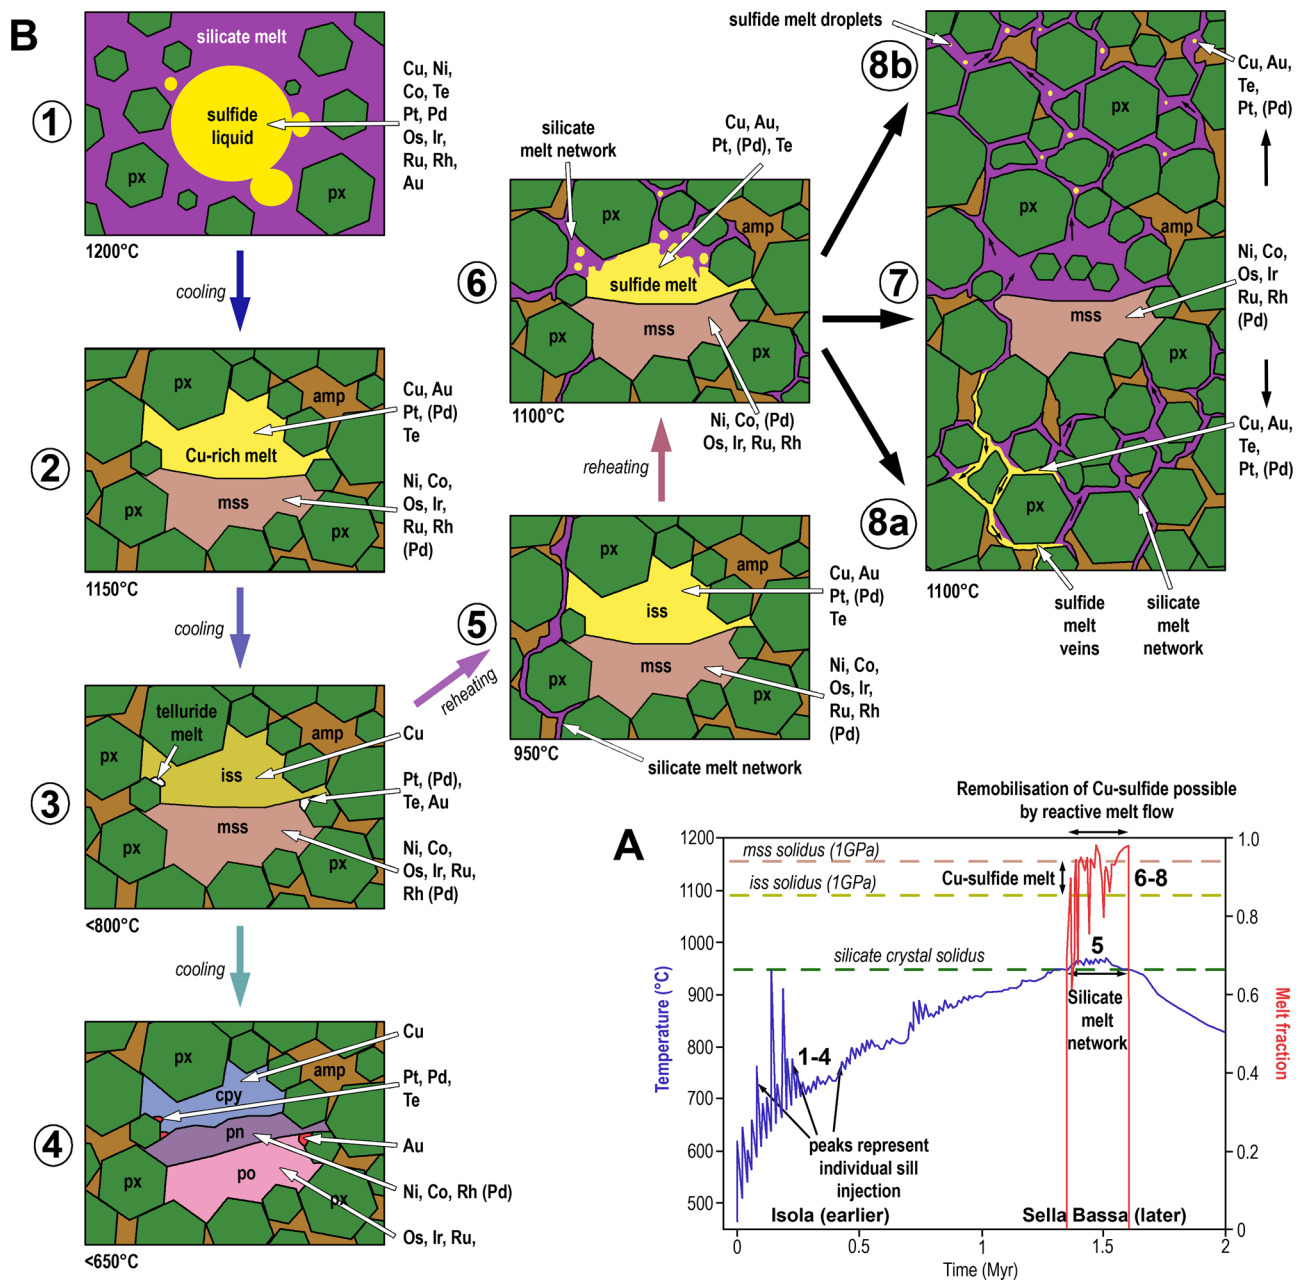 B
1
silicate melt
sulfide
liquid
px
px
Cu, Ni,
Co, Te
Pt, Pd
Os, Ir,
Ru, Rh,
Au
1200°C
cooling
2
px
amp
Cu-rich melt
mss
px
px
Cu, Au
Pt, (Pd)
Te
Ni, Co,
Os, Ir,
Ru, Rh
(Pd)
1150°C
cooling
3
telluride
melt
px
amp
iss
mss
px
px
Cu
Pt, (Pd),
Te, Au
Ni, Co,
Os, Ir, Ru,
Rh (Pd)
<800°C
cooling
4
px
amp
cpy
pn
po
px
px
Cu
Pt, Pd,
Te
Au
Ni, Co, Rh (Pd)
Os, Ir, Ru,
<650°C
reheating
5
px
amp
iss
mss
px
px
Cu, Au
Pt, (Pd)
Te
Ni, Co,
Os, Ir,
Ru, Rh
(Pd)
950°C
silicate melt network
reheating
6
silicate
melt network
Cu, Au,
Pt, (Pd), Te
px
amp
sulfide melt
mss
px
px
1100°C
Ni, Co, (Pd)
Os, Ir, Ru, Rh
sulfide melt droplets
8b
7
8a
px
px
amp
mss
px
px
Cu, Au,
Te,
Pt, (Pd)
Ni, Co,
Os, Ir
Ru, Rh
(Pd)
Cu, Au,
Te,
Pt, (Pd)
1100°C
sulfide
melt
veins
silicate
melt
network
A
Remobilisation of Cu-sulfide possible
by reactive melt flow
mss solidus (1GPa)
Cu-sulfide melt
iss solidus (1GPa)
6-8
silicate crystal solidus
5
Silicate
melt
network
1-4
peaks represent
individual sill
injection
Isola (earlier)
Sella Bassa (later)
Temperature (°C)
1200
1100
1000
900
800
700
600
500
Melt fraction
1.0
0.8
0.6
0.4
0.2
0
0
0.5
1
1.5
2
Time (Myr)